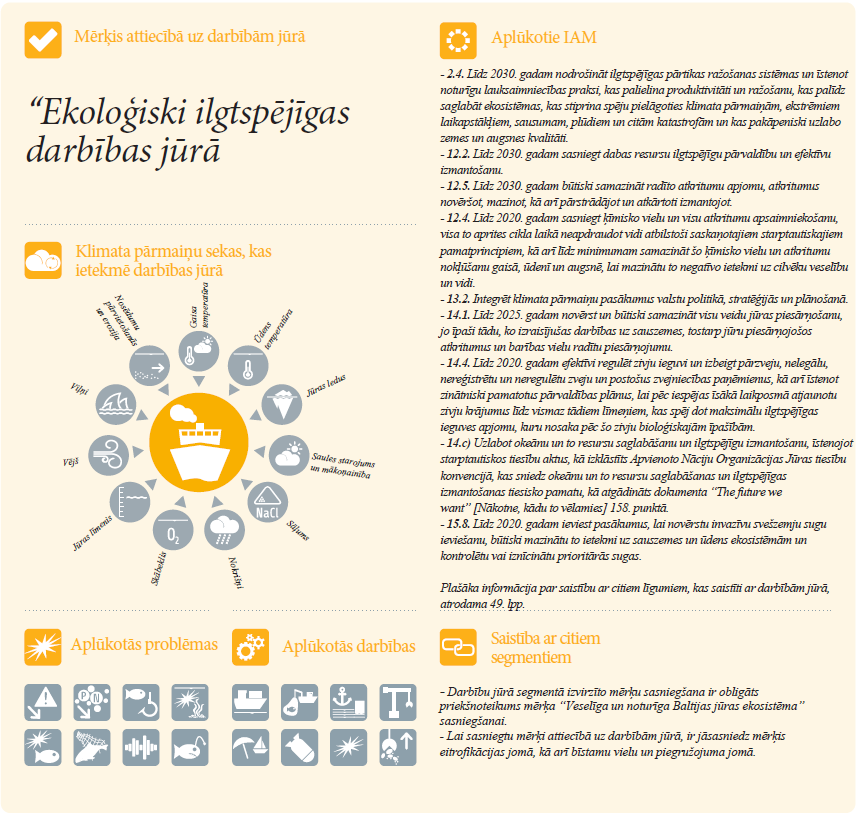 Mērķis attiecībā uz darbībām jūrā
“Ekoloģiski ilgtspējīgas
darbības jūrā
Klimata pārmaiņu sekas, kas
ietekmē darbības jūrā
Nosēdumu
pārvietošanās
un erozija
Gaisa
temperatūra
Ūdens
temperatūra
Viļņi
Jūras ledus
Vējš
Saules starojums
un mākoņainība
Jūras līmenis
NaCl
Sāļums
O2
Skābeklis
Nokrišņi
Aplūkotās problēmas
P
N
Aplūkotās darbības
Aplūkotie IAM
- 2.4. Līdz 2030. gadam nodrošināt ilgtspējīgas pārtikas ražošanas sistēmas un īstenot
noturīgu lauksaimniecības praksi, kas palielina produktivitāti un ražošanu, kas palīdz
saglabāt ekosistēmas, kas stiprina spēju pielāgoties klimata pārmaiņām, ekstrēmiem
laikapstākļiem, sausumam, plūdiem un citām katastrofām un kas pakāpeniski uzlabo
zemes un augsnes kvalitāti.
- 12.2. Līdz 2030. gadam sasniegt dabas resursu ilgtspējīgu pārvaldību un efektīvu
izmantošanu.
- 12.5. Līdz 2030. gadam būtiski samazināt radīto atkritumu apjomu, atkritumus
novēršot, mazinot, kā arī pārstrādājot un atkārtoti izmantojot.
- 12.4. Līdz 2020. gadam sasniegt ķīmisko vielu un visu atkritumu apsaimniekošanu,
visa to aprites cikla laikā neapdraudot vidi atbilstoši saskaņotajiem starptautiskajiem
pamatprincipiem, kā arī līdz minimumam samazināt šo ķīmisko vielu un atkritumu
nokļūšanu gaisā, ūdenī un augsnē, lai mazinātu to negatīvo ietekmi uz cilvēku veselību
un vidi.
- 13.2. Integrēt klimata pārmaiņu pasākumus valstu politikā, stratēģijās un plānošanā.
- 14.1. Līdz 2025. gadam novērst un būtiski samazināt visu veidu jūras piesārņošanu,
jo īpaši tādu, ko izraisījušas darbības uz sauszemes, tostarp jūru piesārņojošos
atkritumus un barības vielu radītu piesārņojumu.
- 14.4. Līdz 2020. gadam efektīvi regulēt zivju ieguvi un izbeigt pārzveju, nelegālu,
nereģistrētu un neregulētu zveju un postošus zvejniecības paņēmienus, kā arī īstenot
zinātniski pamatotus pārvaldības plānus, lai pēc iespējas īsākā laikposmā atjaunotu
zivju krājumus līdz vismaz tādiem līmeņiem, kas spēj dot maksimālu ilgtspējīgas
ieguves apjomu, kuru nosaka pēc šo zivju bioloģiskajām īpašībām.
- 14.c) Uzlabot okeānu un to resursu saglabāšanu un ilgtspējīgu izmantošanu, īstenojot
starptautiskos tiesību aktus, kā izklāstīts Apvienoto Nāciju Organizācijas Jūras tiesību
konvencijā, kas sniedz okeānu un to resursu saglabāšanas un ilgtspējīgas
izmantošanas tiesisko pamatu, kā atgādināts dokumenta “The future we
want” [Nākotne, kādu to vēlamies] 158. punktā.
- 15.8. Līdz 2020. gadam ieviest pasākumus, lai novērstu invazīvu svešzemju sugu
ieviešanu, būtiski mazinātu to ietekmi uz sauszemes un ūdens ekosistēmām un
kontrolētu vai iznīcinātu prioritārās sugas.
Plašāka informācija par saistību ar citiem līgumiem, kas saistīti ar darbībām jūrā,
atrodama 49. lpp.
Saistība ar citiem
segmentiem
- Darbību jūrā segmentā izvirzīto mērķu sasniegšana ir obligāts
priekšnoteikums mērķa “Veselīga un noturīga Baltijas jūras ekosistēma”
sasniegšanai.
- Lai sasniegtu mērķi attiecībā uz darbībām jūrā, ir jāsasniedz mērķis
eitrofikācijas jomā, kā arī bīstamu vielu un piegružojuma jomā.